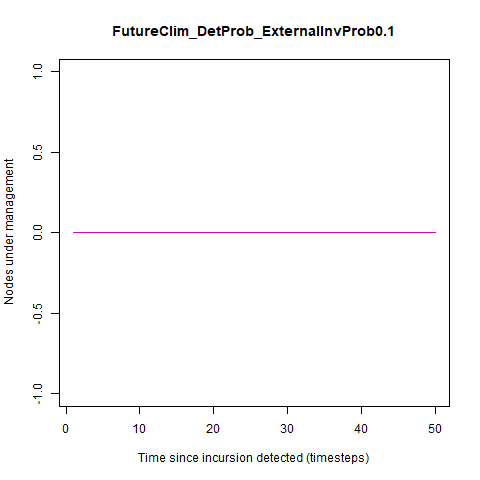 FutureClim_DetProb_ExternalInvProb0.1
Nodes under management
1.0
0.5
0.0
-0.5
-1.0
0 10 20 30 40 50
Time since incursion detected (timesteps)